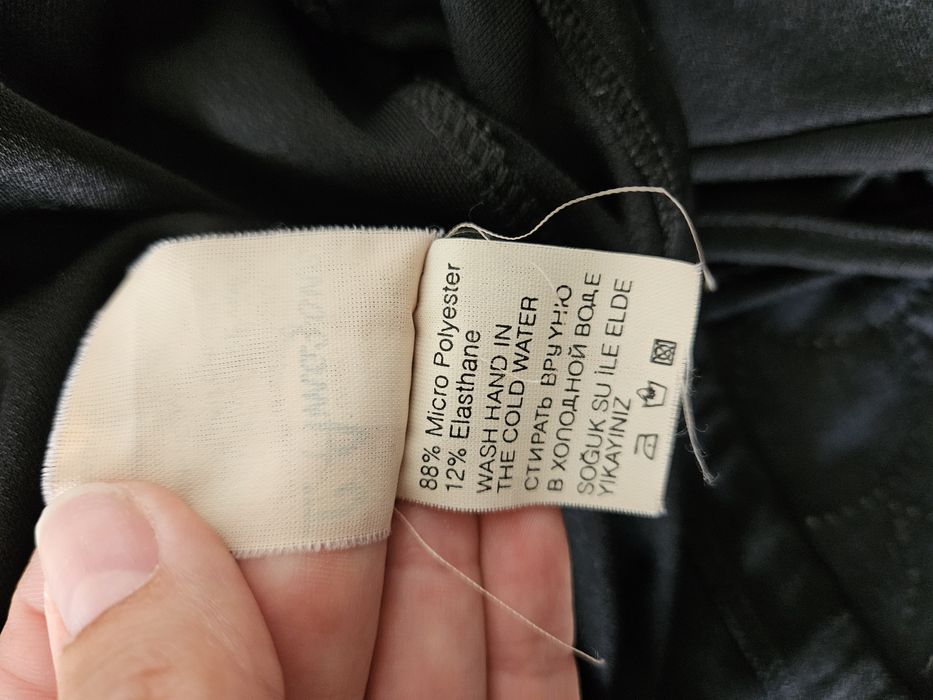 88% Micro Polyester
12% Elasthane
WASH HAND IN
THE COLD WATER
СТИРАТЬ ВРУЧНУЮ
В ХОПОДНОЙ ВОДЕ
SOĞUK SU İLE ELDE
YIKAYINIZ